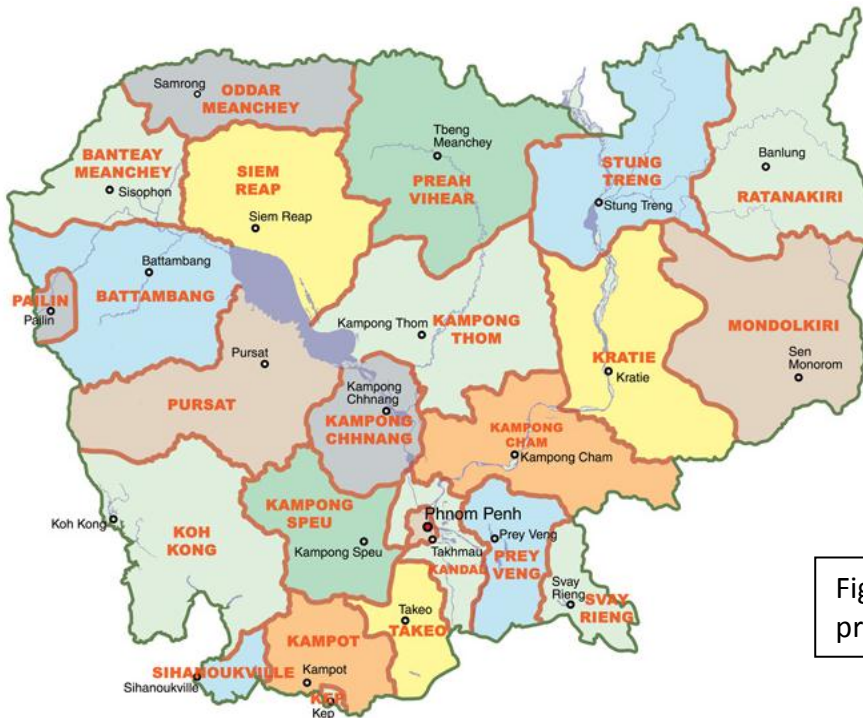 Samrong
ODDAR
MEANCHEY
Tbeng
Meanchey
BANTEAY
MEANCHEY
Sisophon
SIEM
REAP
Siem Reap
PREAH
VIHEAR
STUNG
TRENG
Stung Treng
Banlung
RATANAKIRI
Battambang
BATTAMBANG
PAILIN
Pailin
Kampong Thom
KAMPONG
THOM
KRATIE
Kratie
MONDOLKIRI
Sen
Monorom
Pursat
PURSAT
Kampong
Chhnang
KAMPONG
CHHNANG
KAMPONG
CHAM
Kampong Cham
Koh Kong
KOH
KONG
KAMPONG
SPEU
Kampong Speu
Phnom Penh
Takhmau
KANDAL
Prey Veng
PREY
VENG
Svay
Rieng
SVAY
RIENG
Takeo
TAKEO
KAMPOT
Kampot
SIHANOUKVILLE
Sihanoukville
KEP
Kep